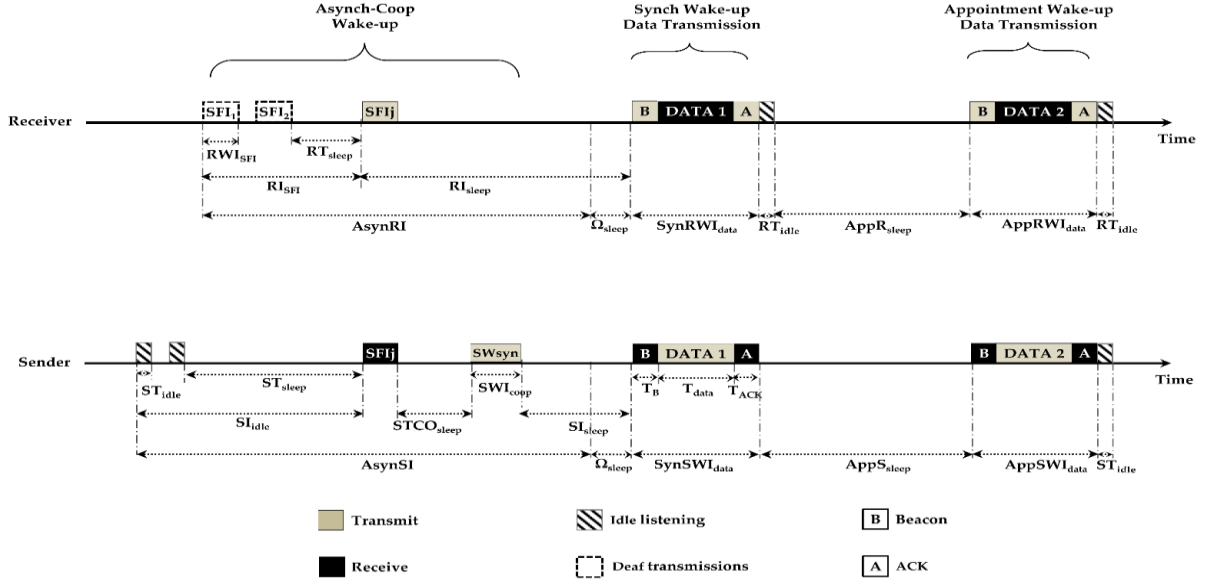 Asynch-Coop
Wake-up
Synch Wake-up
Data Transmission
Appointment Wake-up
Data Transmission
Receiver
SFI1
SFI2
SFIj
B
DATA 1
A
B
DATA 2
A
Time
RWISFI
RTsleep
RISFI
RIsleep
AsynRI
Ωsleep
SynRWIdata
RTidle
AppRsleep
AppRWIdata
RTidle
Sender
SFIj
SWsyn
B
DATA 1
A
B
DATA 2
A
Time
STidle
STsleep
SWIcoop
TB
Tdata
TACK
SIidle
STCOsleep
SIsleep
AsynSI
Ωsleep
SynSWIdata
AppSsleep
AppSWIdata
STidle
Transmit
Idle listening
B
Beacon
Receive
Deaf transmissions
A
ACK